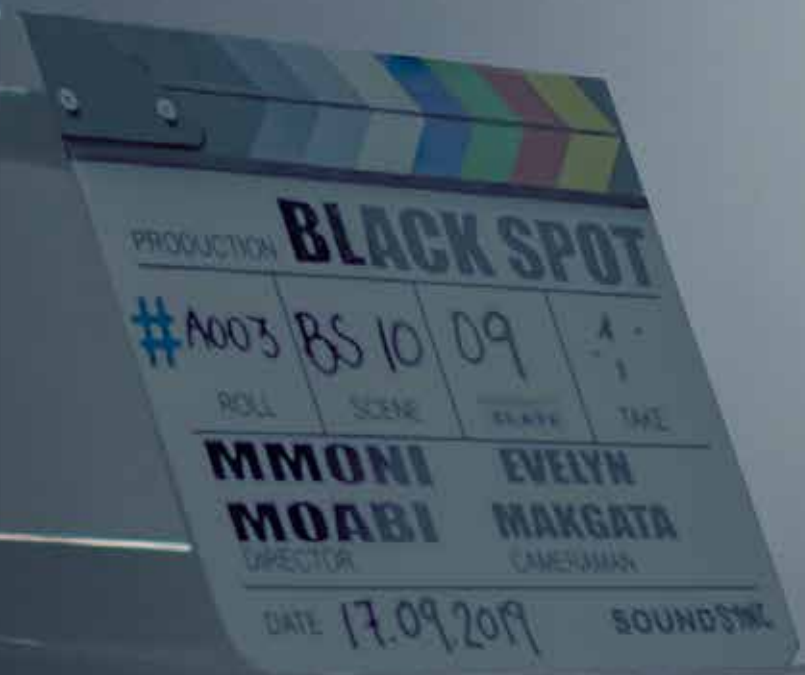 PRODUCTION BLACK SPOT
#A003 BS 10 09
ROLL SCENE SLATE TAKE
MMONI EVELYN
MOABI MAKGATA
DIRECTOR CAMERAMAN
DATE 17.09.2019 SOUNDSYNC